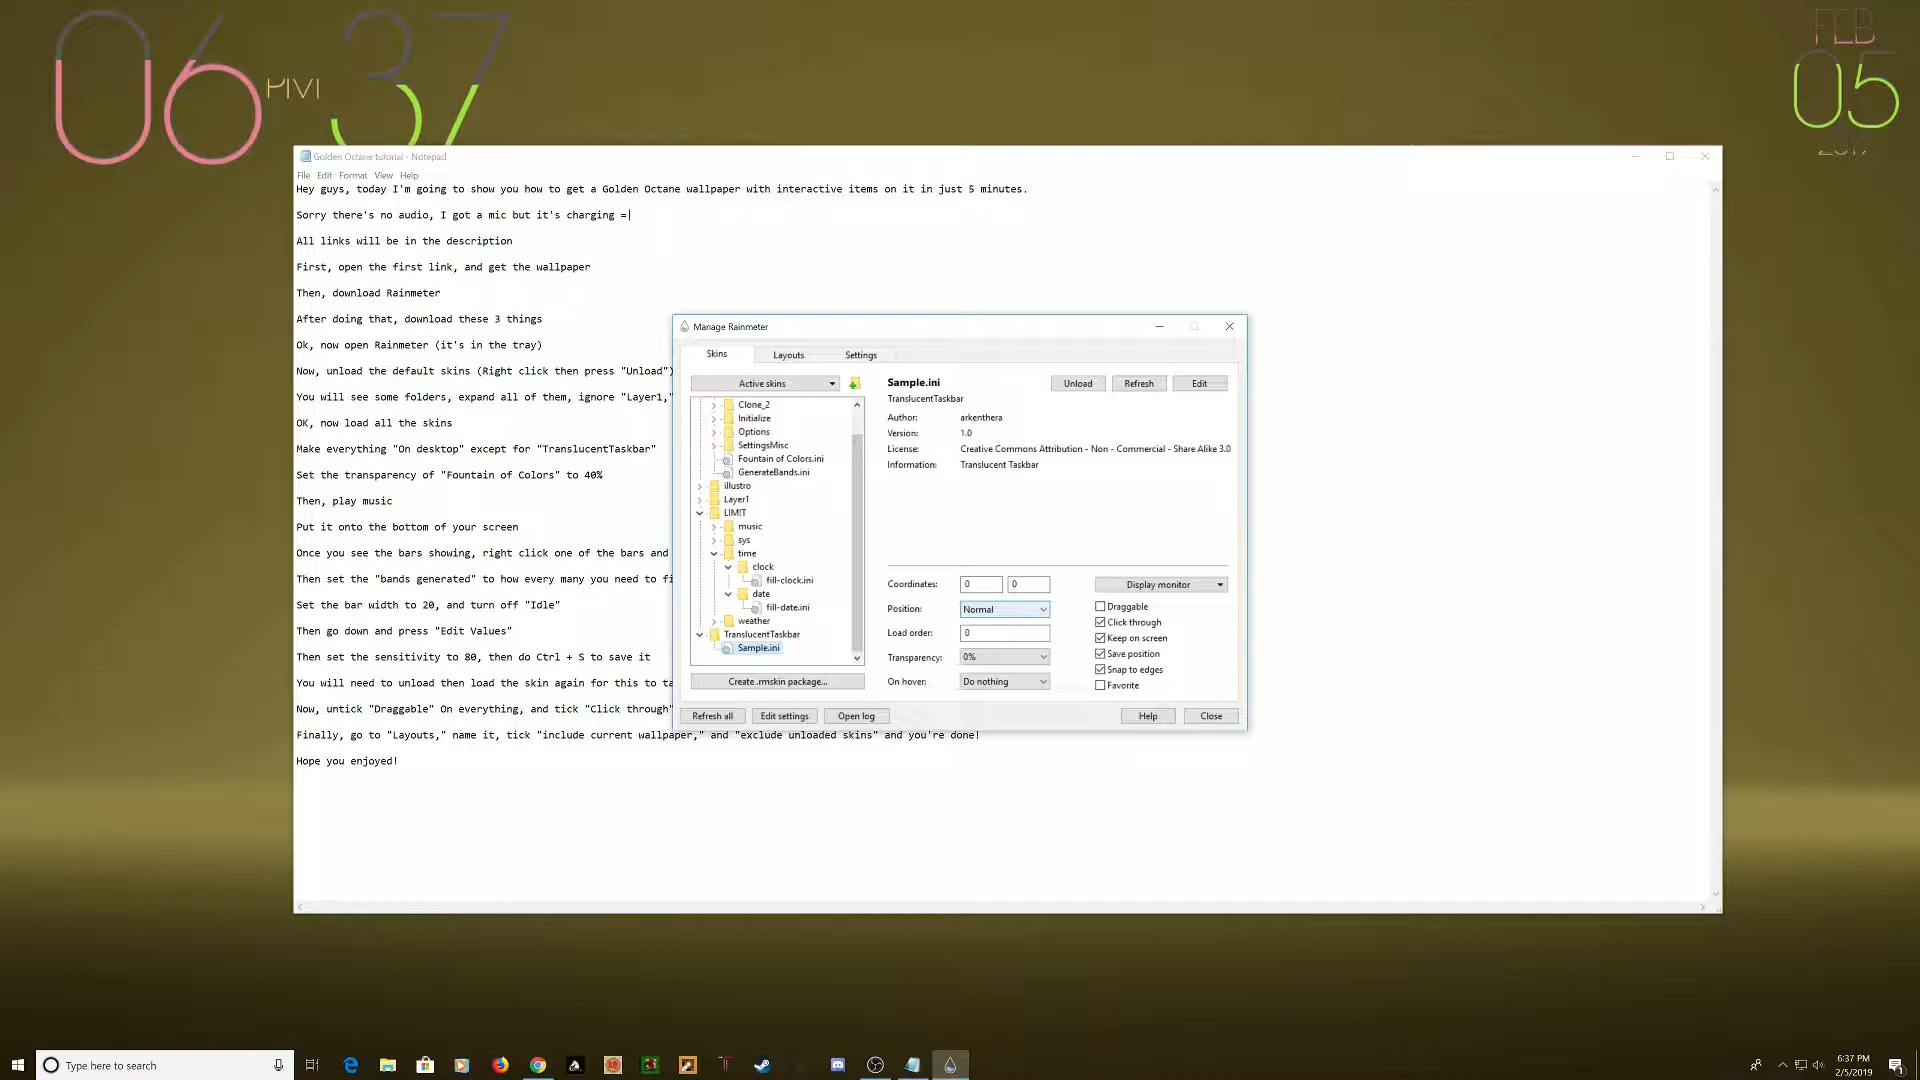 06 37
PM
FEB
05
2019
Golden Octane tutorial - Notepad
File Edit Format View Help
Hey guys, today I'm going to show you how to get a Golden Octane wallpaper with interactive items on it in just 5 minutes.
Sorry there's no audio, I got a mic but it's charging =|
All links will be in the description
First, open the first link, and get the wallpaper
Then, download Rainmeter
After doing that, download these 3 things
Ok, now open Rainmeter (it's in the tray)
Now, unload the default skins (Right click then press "Unload")
You will see some folders, expand all of them, ignore "Layer1,"
OK, now load all the skins
Make everything "On desktop" except for "TranslucentTaskbar"
Set the transparency of "Fountain of Colors" to 40%
Then, play music
Put it onto the bottom of your screen
Once you see the bars showing, right click one of the bars and
Then set the "bands generated" to how every many you need to fi
Set the bar width to 20, and turn off "Idle"
Then go down and press "Edit Values"
Then set the sensitivity to 80, then do Ctrl + S to save it
You will need to unload then load the skin again for this to ta
Now, untick "Draggable" On everything, and tick "Click through"
Finally, go to "Layouts," name it, tick "include current wallpaper," and "exclude unloaded skins" and you're done!
Hope you enjoyed!
Manage Rainmeter
Skins Layouts Settings
Active skins
Clone_2
Initialize
Options
SettingsMisc
Fountain of Colors.ini
GenerateBands.ini
illustro
Layer1
LIM!T
music
sys
time
clock
fill-clock.ini
date
fill-date.ini
weather
TranslucentTaskbar
Sample.ini
Create .rmskin package...
Sample.ini
Unload Refresh Edit
TranslucentTaskbar
Author: arkenthera
Version: 1.0
License: Creative Commons Attribution - Non - Commercial - Share Alike 3.0
Information: Translucent Taskbar
Coordinates: 0 0
Display monitor
Position: Normal
Load order: 0
Transparency: 0%
On hover: Do nothing
Draggable
Click through
Keep on screen
Save position
Snap to edges
Favorite
Refresh all Edit settings Open log Help Close
Type here to search
6:37 PM
2/5/2019